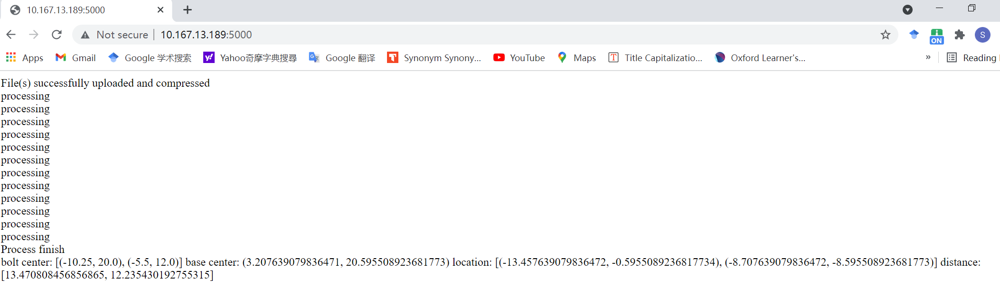 10.167.13.189:5000
Not secure 10.167.13.189:5000
S
ON
Apps Gmail Google 学术搜索 Yahoo奇摩字典搜尋 Google 翻译 Synonym Synony... YouTube Maps Title Capitalizatio... Oxford Learner's... » Reading
File(s) successfully uploaded and compressed
processing
processing
processing
processing
processing
processing
processing
processing
processing
processing
processing
processing
Process finish
bolt center: [(-10.25, 20.0), (-5.5, 12.0)] base center: (3.207639079836471, 20.595508923681773) location: [(-13.457639079836472, -0.5955089236817734), (-8.707639079836472, -8.595508923681773)] distance:
[13.470808456856865, 12.235430192755315]